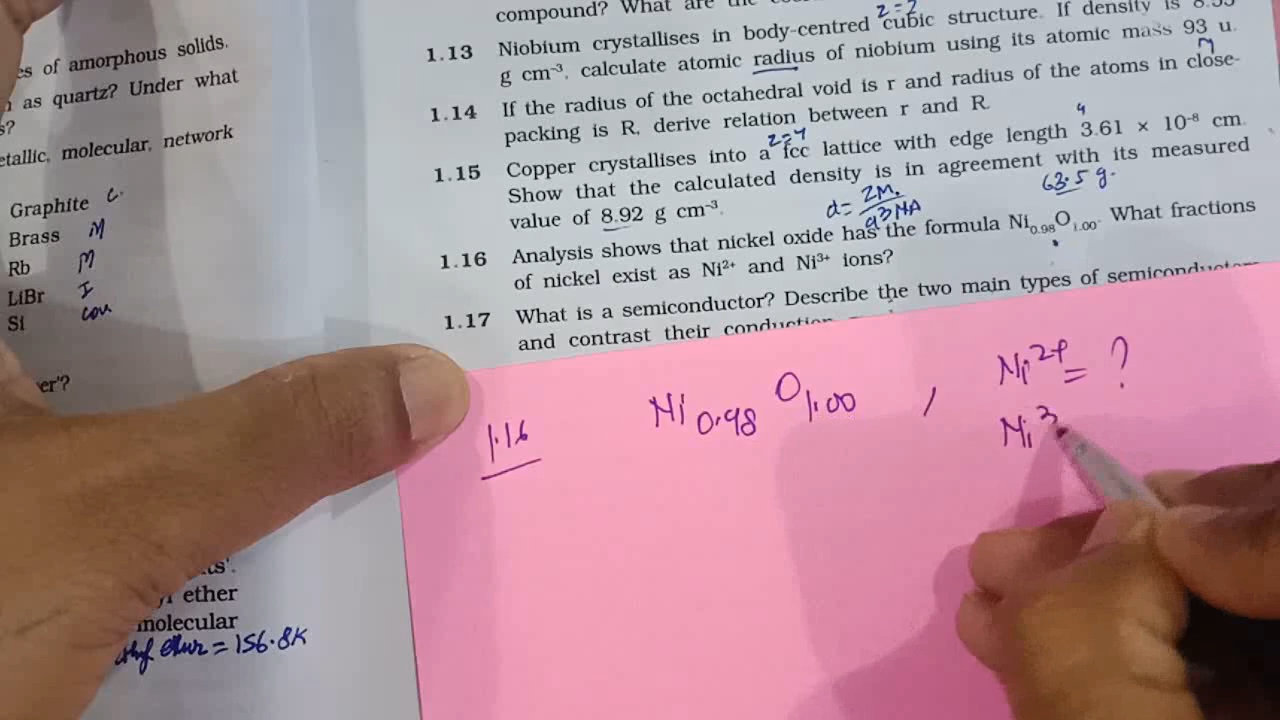 es of amorphous solids.
as quartz? Under what
s?
etallic, molecular, network
Graphite C.
Brass M
Rb M
LiBr I
Si cov
er'?
ts'.
ether
molecular
= 156.8K
compound? What are the
z=2
1.13 Niobium crystallises in body-centred cubic structure. If density is 8.55
g cm⁻³, calculate atomic radius of niobium using its atomic mass 93 u.
M
1.14 If the radius of the octahedral void is r and radius of the atoms in close-
packing is R, derive relation between r and R.
z=4 a
1.15 Copper crystallises into a fcc lattice with edge length 3.61 × 10⁻⁸ cm.
Show that the calculated density is in agreement with its measured
value of 8.92 g cm⁻³. d = ZM/a3NA 63.5 g.
1.16 Analysis shows that nickel oxide has the formula Ni₀.₉₈O₁.₀₀. What fractions
of nickel exist as Ni²⁺ and Ni³⁺ ions?
1.17 What is a semiconductor? Describe the two main types of semiconductors
and contrast their conduction
1.16 Ni₀.₉₈ O₁.₀₀ , Ni²⁺ = ?
Ni³